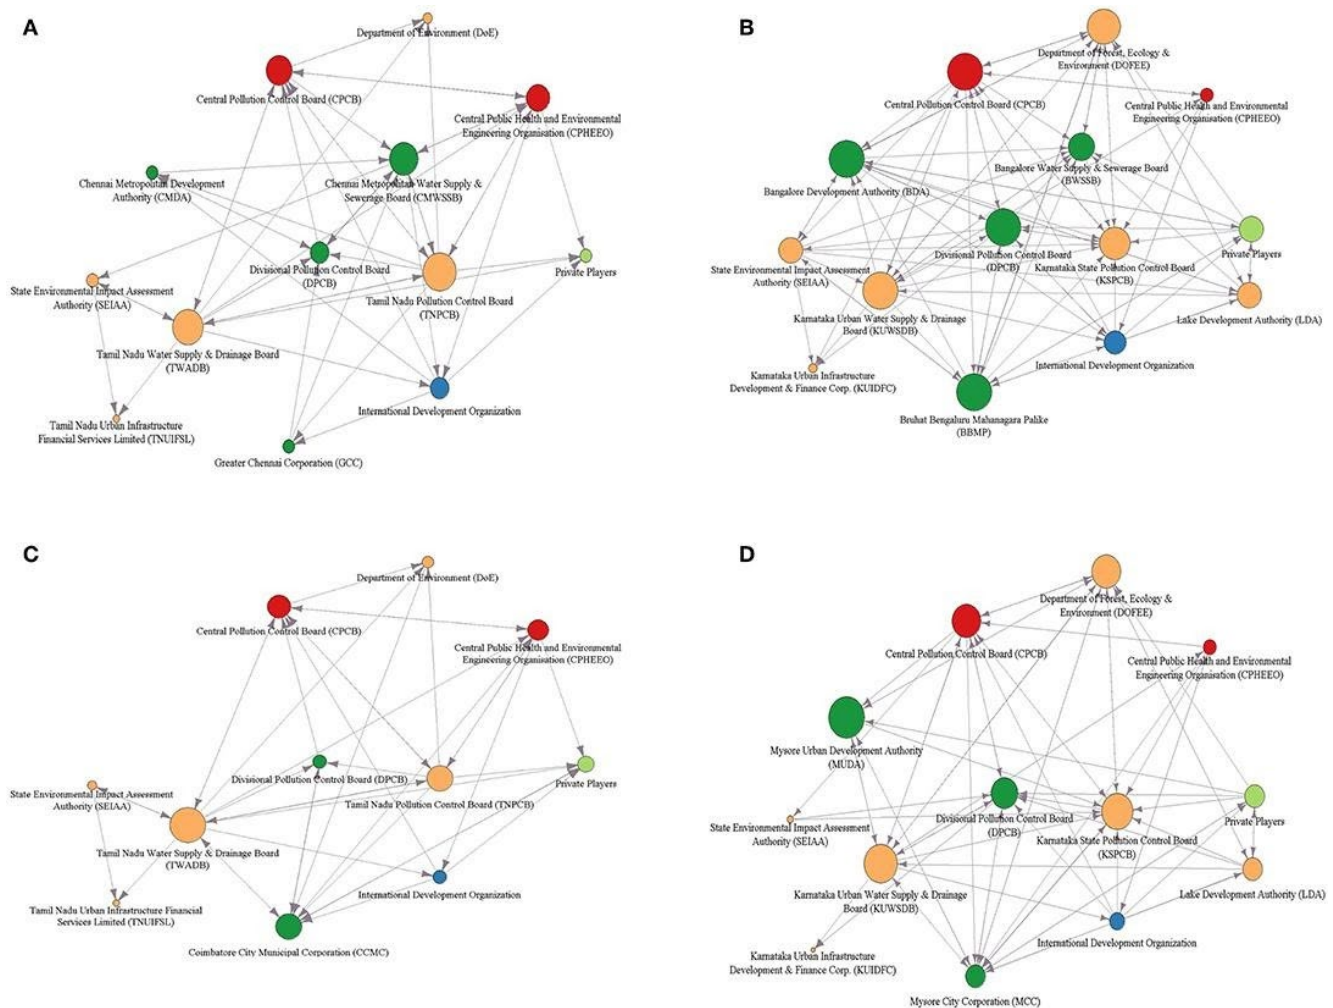 A
Department of Environment (DoE)
Central Pollution Control Board (CPCB)
Central Public Health and Environmental
Engineering Organisation (CPHEEO)
Chennai Metropolitan Development
Authority (CMDA)
Chennai Metropolitan Water Supply &
Sewerage Board (CMWSSB)
Divisional Pollution Control Board
(DPCB)
Private Players
State Environmental Impact Assessment
Authority (SEIAA)
Tamil Nadu Pollution Control Board
(TNPCB)
Tamil Nadu Water Supply & Drainage Board
(TWADB)
International Development Organization
Tamil Nadu Urban Infrastructure
Financial Services Limited (TNUIFSL)
Greater Chennai Corporation (GCC)
B
Department of Forest, Ecology &
Environment (DOFEE)
Central Pollution Control Board (CPCB)
Central Public Health and Environmental
Engineering Organisation (CPHEEO)
Bangalore Water Supply & Sewerage Board
(BWSSB)
Bangalore Development Authority (BDA)
Divisional Pollution Control Board
(DPCB)
Karnataka State Pollution Control Board
(KSPCB)
Private Players
State Environmental Impact Assessment
Authority (SEIAA)
Karnataka Urban Water Supply & Drainage
Board (KUWSDB)
Lake Development Authority (LDA)
International Development Organization
Karnataka Urban Infrastructure
Development & Finance Corp. (KUIDFC)
Bruhat Bengaluru Mahanagara Palike
(BBMP)
C
Department of Environment (DoE)
Central Pollution Control Board (CPCB)
Central Public Health and Environmental
Engineering Organisation (CPHEEO)
Divisional Pollution Control Board (DPCB)
Private Players
State Environmental Impact Assessment
Authority (SEIAA)
Tamil Nadu Pollution Control Board (TNPCB)
Tamil Nadu Water Supply & Drainage Board
(TWADB)
International Development Organization
Tamil Nadu Urban Infrastructure Financial
Services Limited (TNUIFSL)
Coimbatore City Municipal Corporation (CCMC)
D
Department of Forest, Ecology &
Environment (DOFEE)
Central Pollution Control Board (CPCB)
Central Public Health and Environmental
Engineering Organisation (CPHEEO)
Mysore Urban Development Authority
(MUDA)
Divisional Pollution Control Board
(DPCB)
Private Players
State Environmental Impact Assessment
Authority (SEIAA)
Karnataka State Pollution Control Board
(KSPCB)
Karnataka Urban Water Supply & Drainage
Board (KUWSDB)
Lake Development Authority (LDA)
International Development Organization
Karnataka Urban Infrastructure
Development & Finance Corp. (KUIDFC)
Mysore City Corporation (MCC)